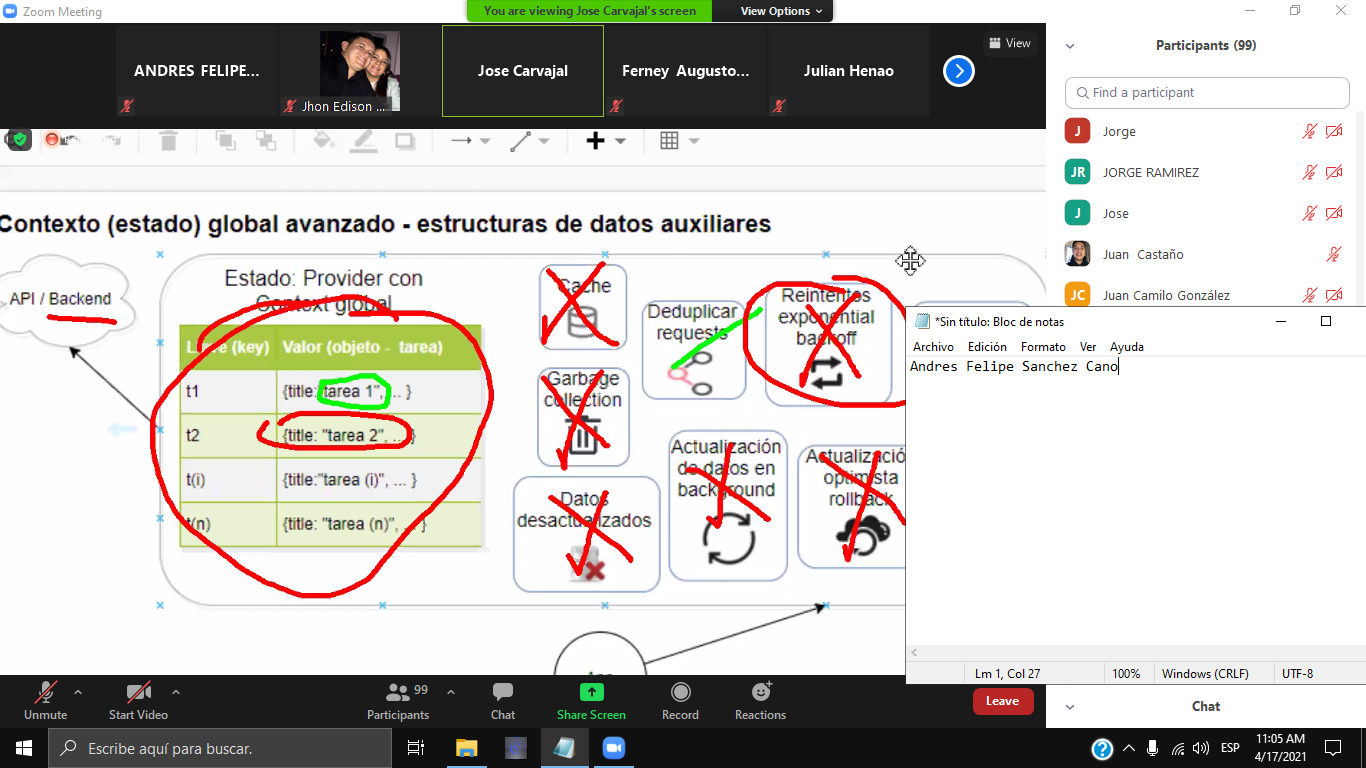 Zoom Meeting
You are viewing Jose Carvajal's screen
View Options
ANDRES FELIPE...
Jhon Edison ...
Jose Carvajal
Ferney Augusto...
Julian Henao
View
Participants (99)
Find a participant
J Jorge
JR JORGE RAMIREZ
J Jose
Juan Castaño
JC Juan Camilo González
Contexto (estado) global avanzado - estructuras de datos auxiliares
API / Backend
Estado: Provider con
Context global
Llave (key) Valor (objeto - tarea)
t1 {title: "tarea 1", ... }
t2 {title: "tarea 2", ... }
t(i) {title:"tarea (i)", ... }
t(n) {title: "tarea (n)", ... }
Cache
Garbage
collection
Datos
desactualizados
Deduplicar
requests
Reintentos
exponential
backoff
Actualización
de datos en
background
Actualizació
optimista
rollback
*Sin título: Bloc de notas
Archivo Edición Formato Ver Ayuda
Andres Felipe Sanchez Cano
Lm 1, Col 27 100% Windows (CRLF) UTF-8
Unmute
Start Video
99
Participants
Chat
Share Screen
Record
Reactions
Leave
Chat
Escribe aquí para buscar.
ESP
11:05 AM
4/17/2021